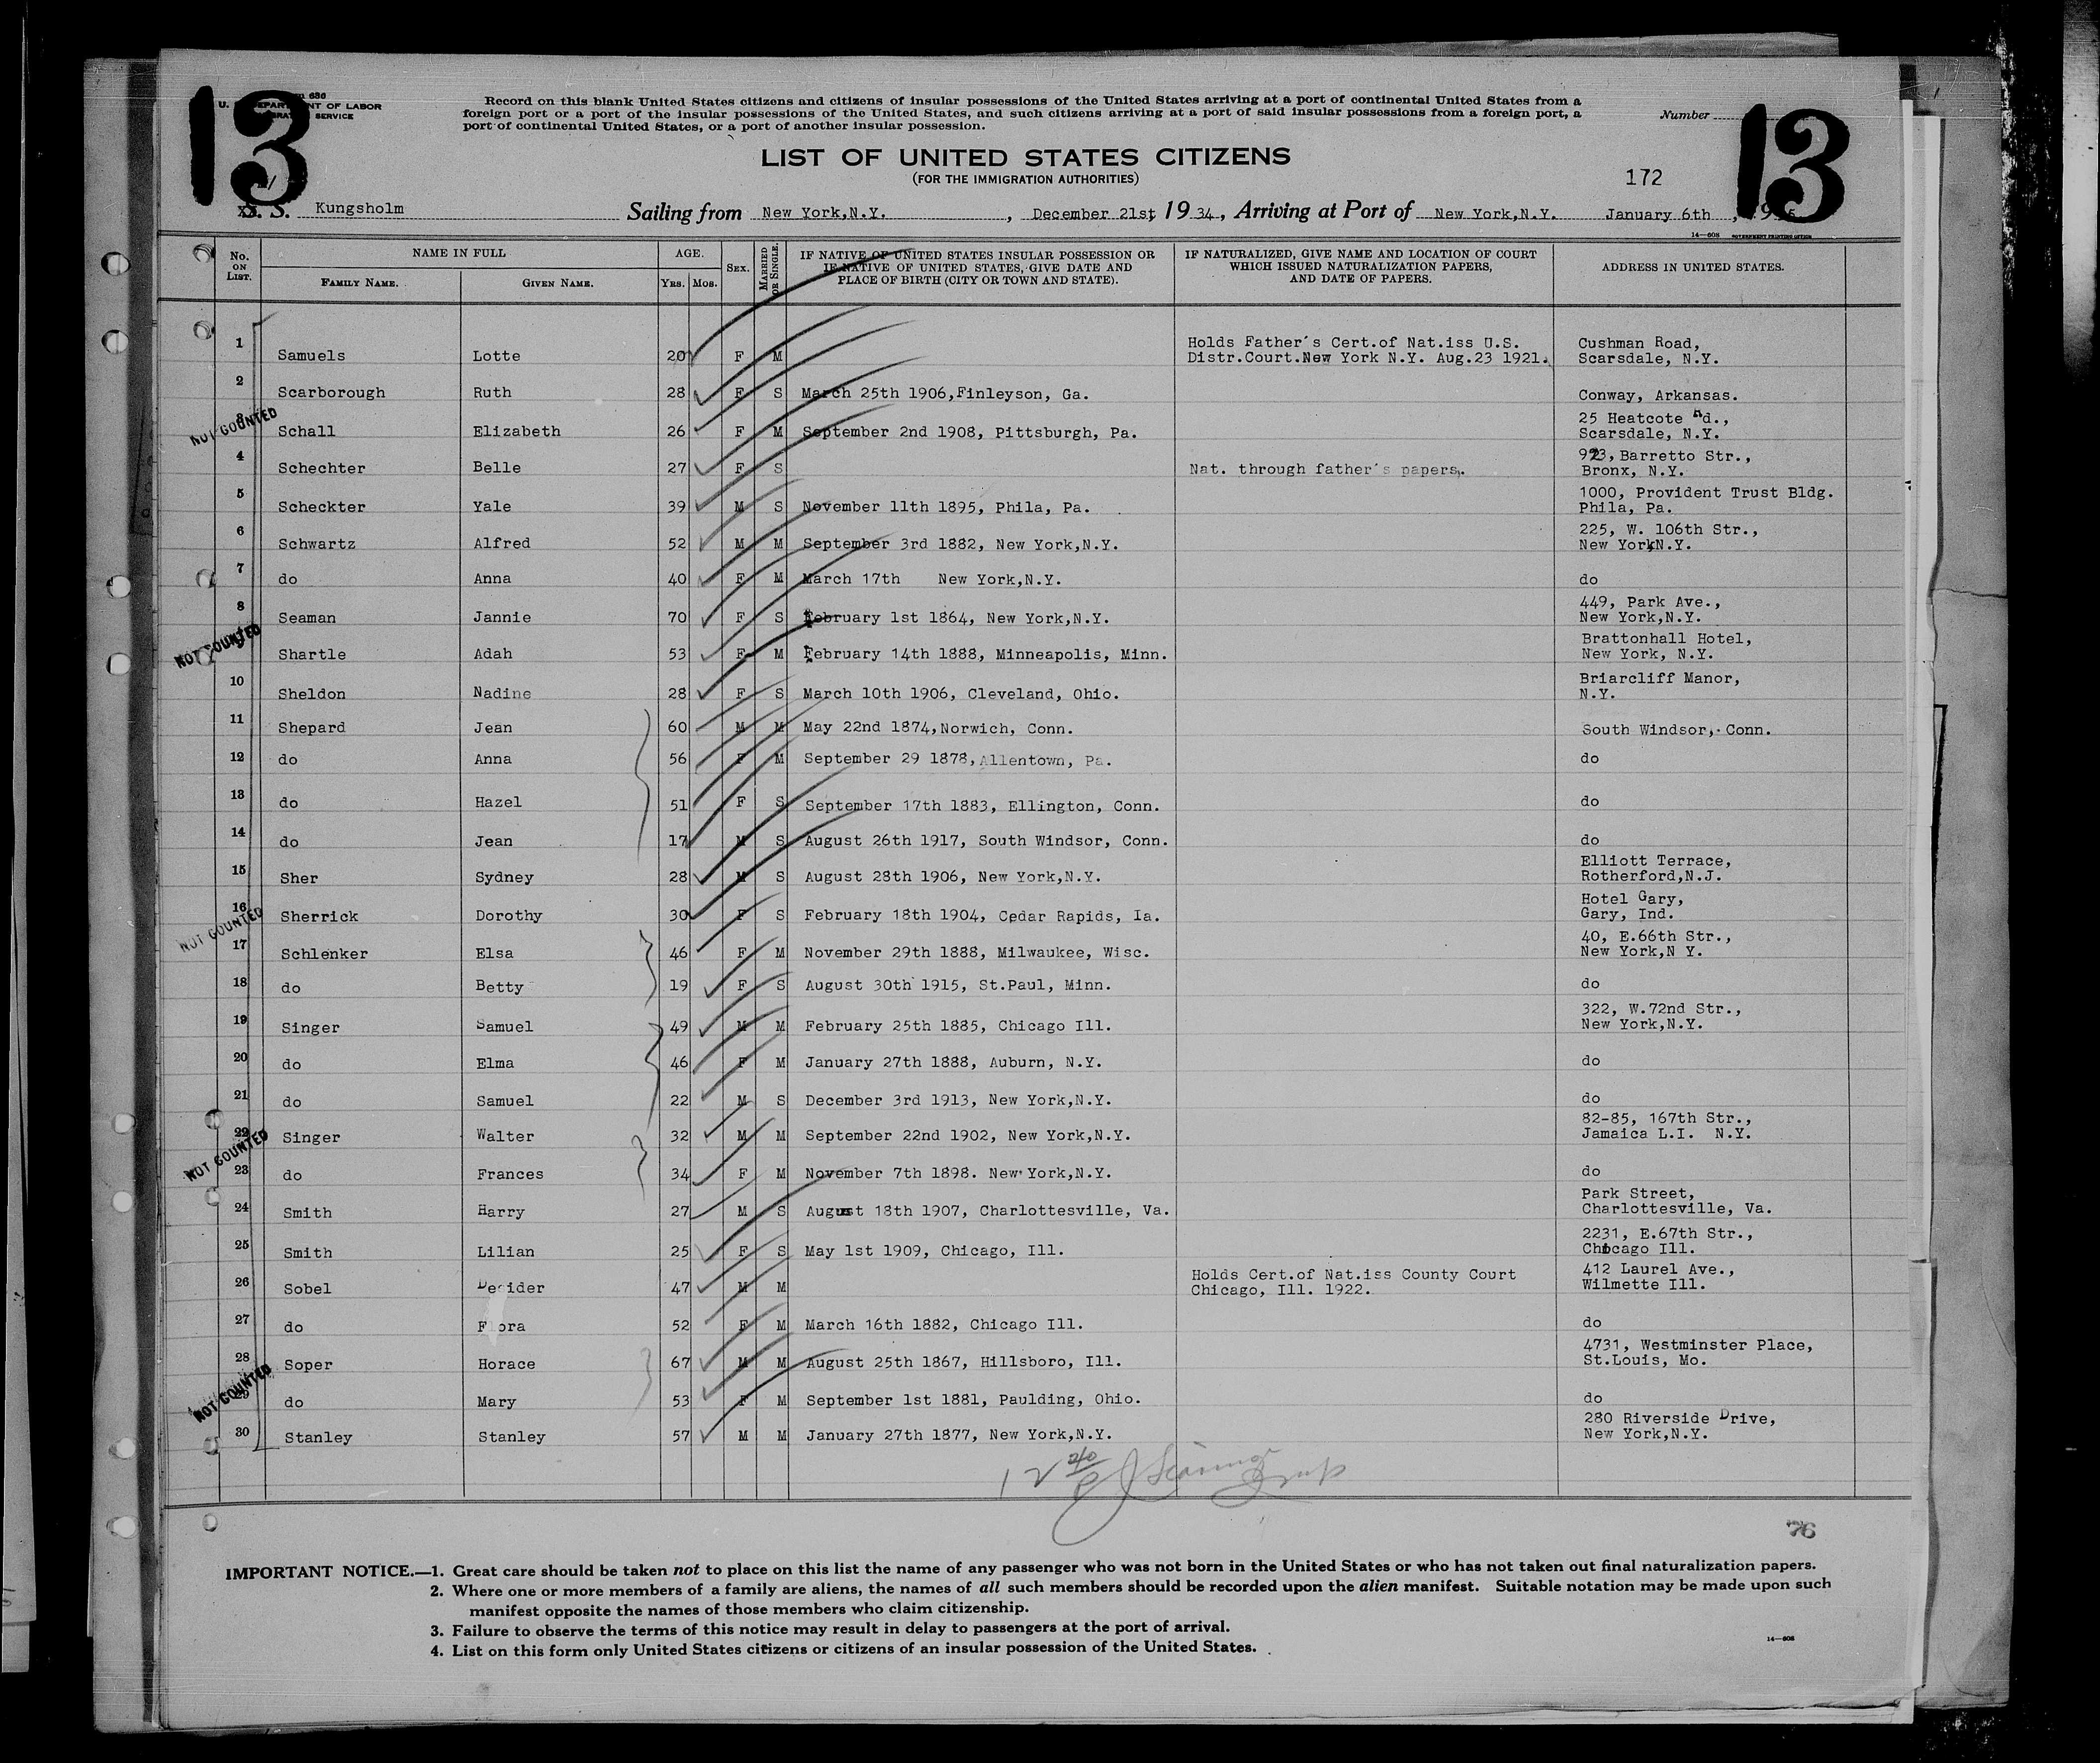 13
686
U. S. DEPARTMENT OF LABOR
SERVICE
Record on this blank United States citizens and citizens of insular possessions of the United States arriving at a port of continental United States from a
foreign port or a port of the insular possessions of the United States, and such citizens arriving at a port of said insular possessions from a foreign port, a
port of continental United States, or a port of another insular possession.
Number
13
LIST OF UNITED STATES CITIZENS
(FOR THE IMMIGRATION AUTHORITIES)
172
S. S. Kungsholm Sailing from New York,N.Y. , December 21st, 1934, Arriving at Port of New York,N.Y. January 6th
14—608 GOVERNMENT PRINTING OFFICE
No. ON LIST. NAME IN FULL FAMILY NAME. GIVEN NAME. AGE. YRS. MOS. SEX. MARRIED OR SINGLE.
IF NATIVE OF UNITED STATES INSULAR POSSESSION OR
IF NATIVE OF UNITED STATES, GIVE DATE AND
PLACE OF BIRTH (CITY OR TOWN AND STATE).
IF NATURALIZED, GIVE NAME AND LOCATION OF COURT
WHICH ISSUED NATURALIZATION PAPERS,
AND DATE OF PAPERS.
ADDRESS IN UNITED STATES.
1 Samuels Lotte 20 F M Holds Father's Cert.of Nat.iss U.S.
Distr.Court.New York N.Y. Aug.23 1921. Cushman Road,
Scarsdale, N.Y.
2 Scarborough Ruth 28 F S March 25th 1906,Finleyson, Ga. Conway, Arkansas.
NOT COUNTED
3 Schall Elizabeth 26 F M September 2nd 1908, Pittsburgh, Pa. 25 Heatcote Rd.,
Scarsdale, N.Y.
4 Schechter Belle 27 F S Nat. through father's papers. 923, Barretto Str.,
Bronx, N.Y.
5 Scheckter Yale 39 M S November 11th 1895, Phila, Pa. 1000, Provident Trust Bldg.
Phila, Pa.
6 Schwartz Alfred 52 M M September 3rd 1882, New York,N.Y. 225, W. 106th Str.,
New York,N.Y.
7 do Anna 40 F M March 17th New York,N.Y. do
8 Seaman Jannie 70 F S February 1st 1864, New York,N.Y. 449, Park Ave.,
New York,N.Y.
NOT COUNTED
Shartle Adah 53 F M February 14th 1888, Minneapolis, Minn. Brattonhall Hotel,
New York, N.Y.
10 Sheldon Nadine 28 F S March 10th 1906, Cleveland, Ohio. Briarcliff Manor,
N.Y.
11 Shepard Jean 60 M M May 22nd 1874,Norwich, Conn. South Windsor, Conn.
12 do Anna 56 F M September 29 1878,Allentown, Pa. do
13 do Hazel 51 F S September 17th 1883, Ellington, Conn. do
14 do Jean 17 M S August 26th 1917, South Windsor, Conn. do
15 Sher Sydney 28 M S August 28th 1906, New York,N.Y. Elliott Terrace,
Rotherford,N.J.
16 Sherrick Dorothy 30 F S February 18th 1904, Cedar Rapids, Ia. Hotel Gary,
Gary, Ind.
NOT COUNTED
17 Schlenker Elsa 46 F M November 29th 1888, Milwaukee, Wisc. 40, E.66th Str.,
New York,N Y.
18 do Betty 19 F S August 30th 1915, St.Paul, Minn. do
19 Singer Samuel 49 M M February 25th 1885, Chicago Ill. 322, W.72nd Str.,
New York,N.Y.
20 do Elma 46 F M January 27th 1888, Auburn, N.Y. do
21 do Samuel 22 M S December 3rd 1913, New York,N.Y. do
22 Singer Walter 32 M M September 22nd 1902, New York,N.Y. 82-85, 167th Str.,
Jamaica L.I. N.Y.
NOT COUNTED
23 do Frances 34 F M November 7th 1898. New York,N.Y. do
24 Smith Harry 27 M S August 18th 1907, Charlottesville, Va. Park Street,
Charlottesville, Va.
25 Smith Lilian 25 F S May 1st 1909, Chicago, Ill. 2231, E.67th Str.,
Chicago Ill.
26 Sobel Decider 47 M M Holds Cert.of Nat.iss County Court
Chicago, Ill. 1922. 412 Laurel Ave.,
Wilmette Ill.
27 do Flora 52 F M March 16th 1882, Chicago Ill. do
28 Soper Horace 67 M M August 25th 1867, Hillsboro, Ill. 4731, Westminster Place,
St.Louis, Mo.
NOT COUNTED
29 do Mary 53 F M September 1st 1881, Paulding, Ohio. do
30 Stanley Stanley 57 M M January 27th 1877, New York,N.Y. 280 Riverside Drive,
New York,N.Y.
76
IMPORTANT NOTICE.—1. Great care should be taken not to place on this list the name of any passenger who was not born in the United States or who has not taken out final naturalization papers.
2. Where one or more members of a family are aliens, the names of all such members should be recorded upon the alien manifest. Suitable notation may be made upon such
manifest opposite the names of those members who claim citizenship.
3. Failure to observe the terms of this notice may result in delay to passengers at the port of arrival.
4. List on this form only United States citizens or citizens of an insular possession of the United States.
14—608